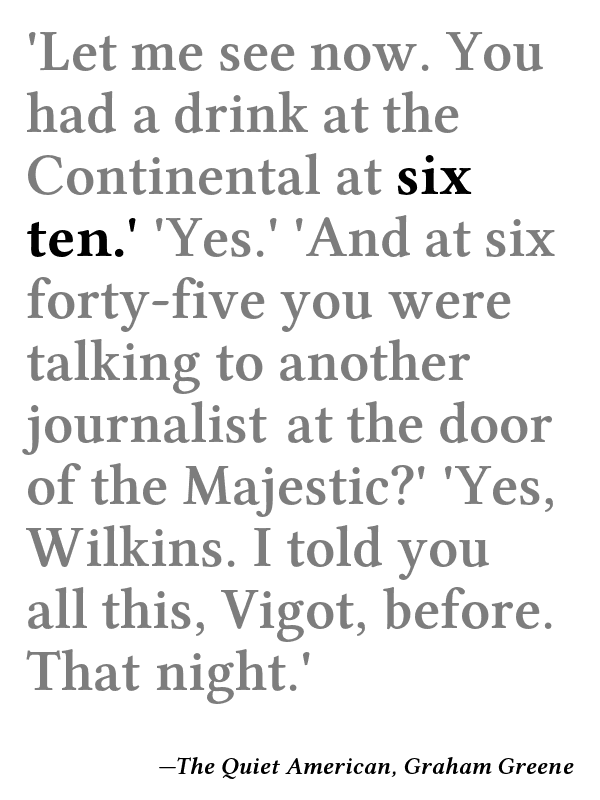 'Let me see now. You
had a drink at the
Continental at six
ten.' 'Yes.' 'And at six
forty-five you were
talking to another
journalist at the door
of the Majestic?' 'Yes,
Wilkins. I told you
all this, Vigot, before.
That night.'
—The Quiet American, Graham Greene